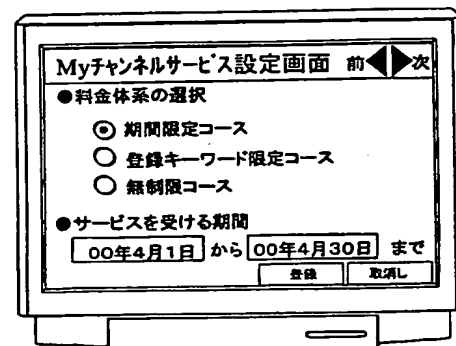 Myチャンネルサービス設定画面 前◀▶次
●料金体系の選択
◉ 期間限定コース
○ 登録キーワード限定コース
○ 無制限コース
●サービスを受ける期間
00年4月1日 から 00年4月30日 まで
登録 取消し